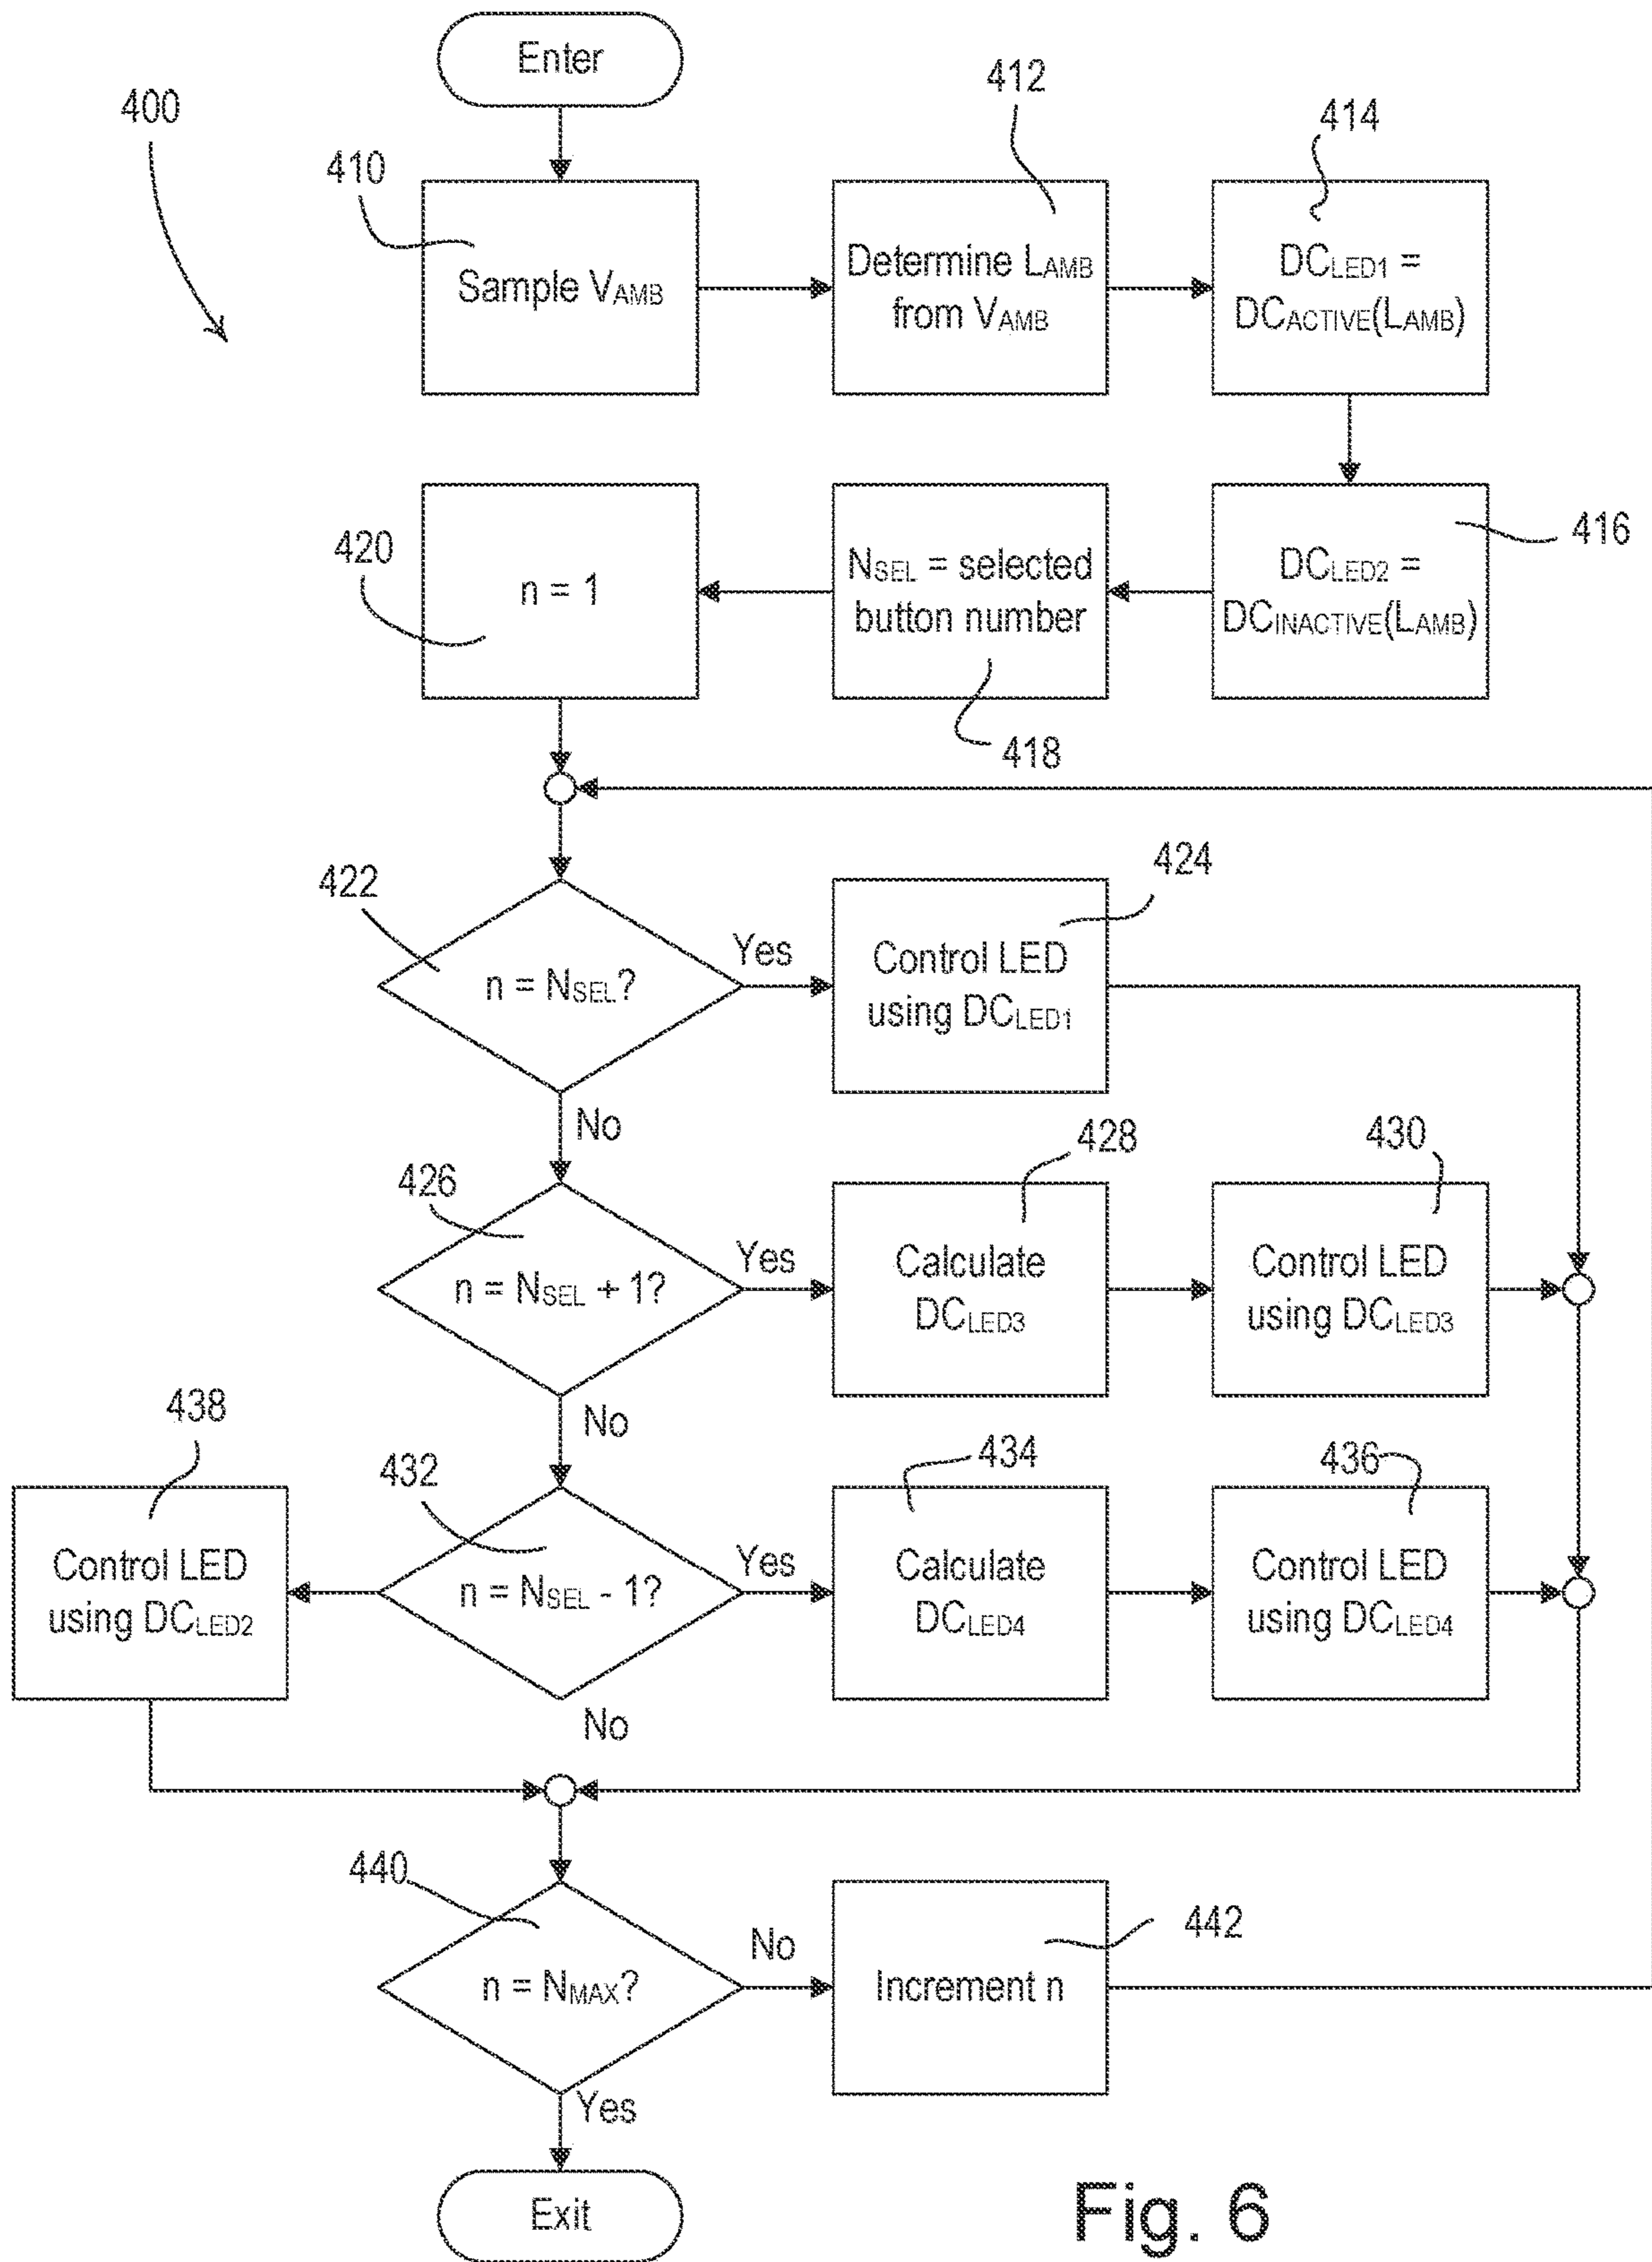 Enter
400
410
412
414
Sample VAMB
Determine LAMB
from VAMB
DCLED1 =
DCACTIVE(LAMB)
420
n = 1
NSEL = selected
button number
418
DCLED2 =
DCINACTIVE(LAMB)
416
422
n = NSEL?
Yes
No
424
Control LED
using DCLED1
426
n = NSEL + 1?
Yes
No
428
Calculate
DCLED3
430
Control LED
using DCLED3
438
Control LED
using DCLED2
432
n = NSEL - 1?
Yes
No
434
Calculate
DCLED4
436
Control LED
using DCLED4
440
n = NMAX?
No
Yes
442
Increment n
Exit
Fig. 6